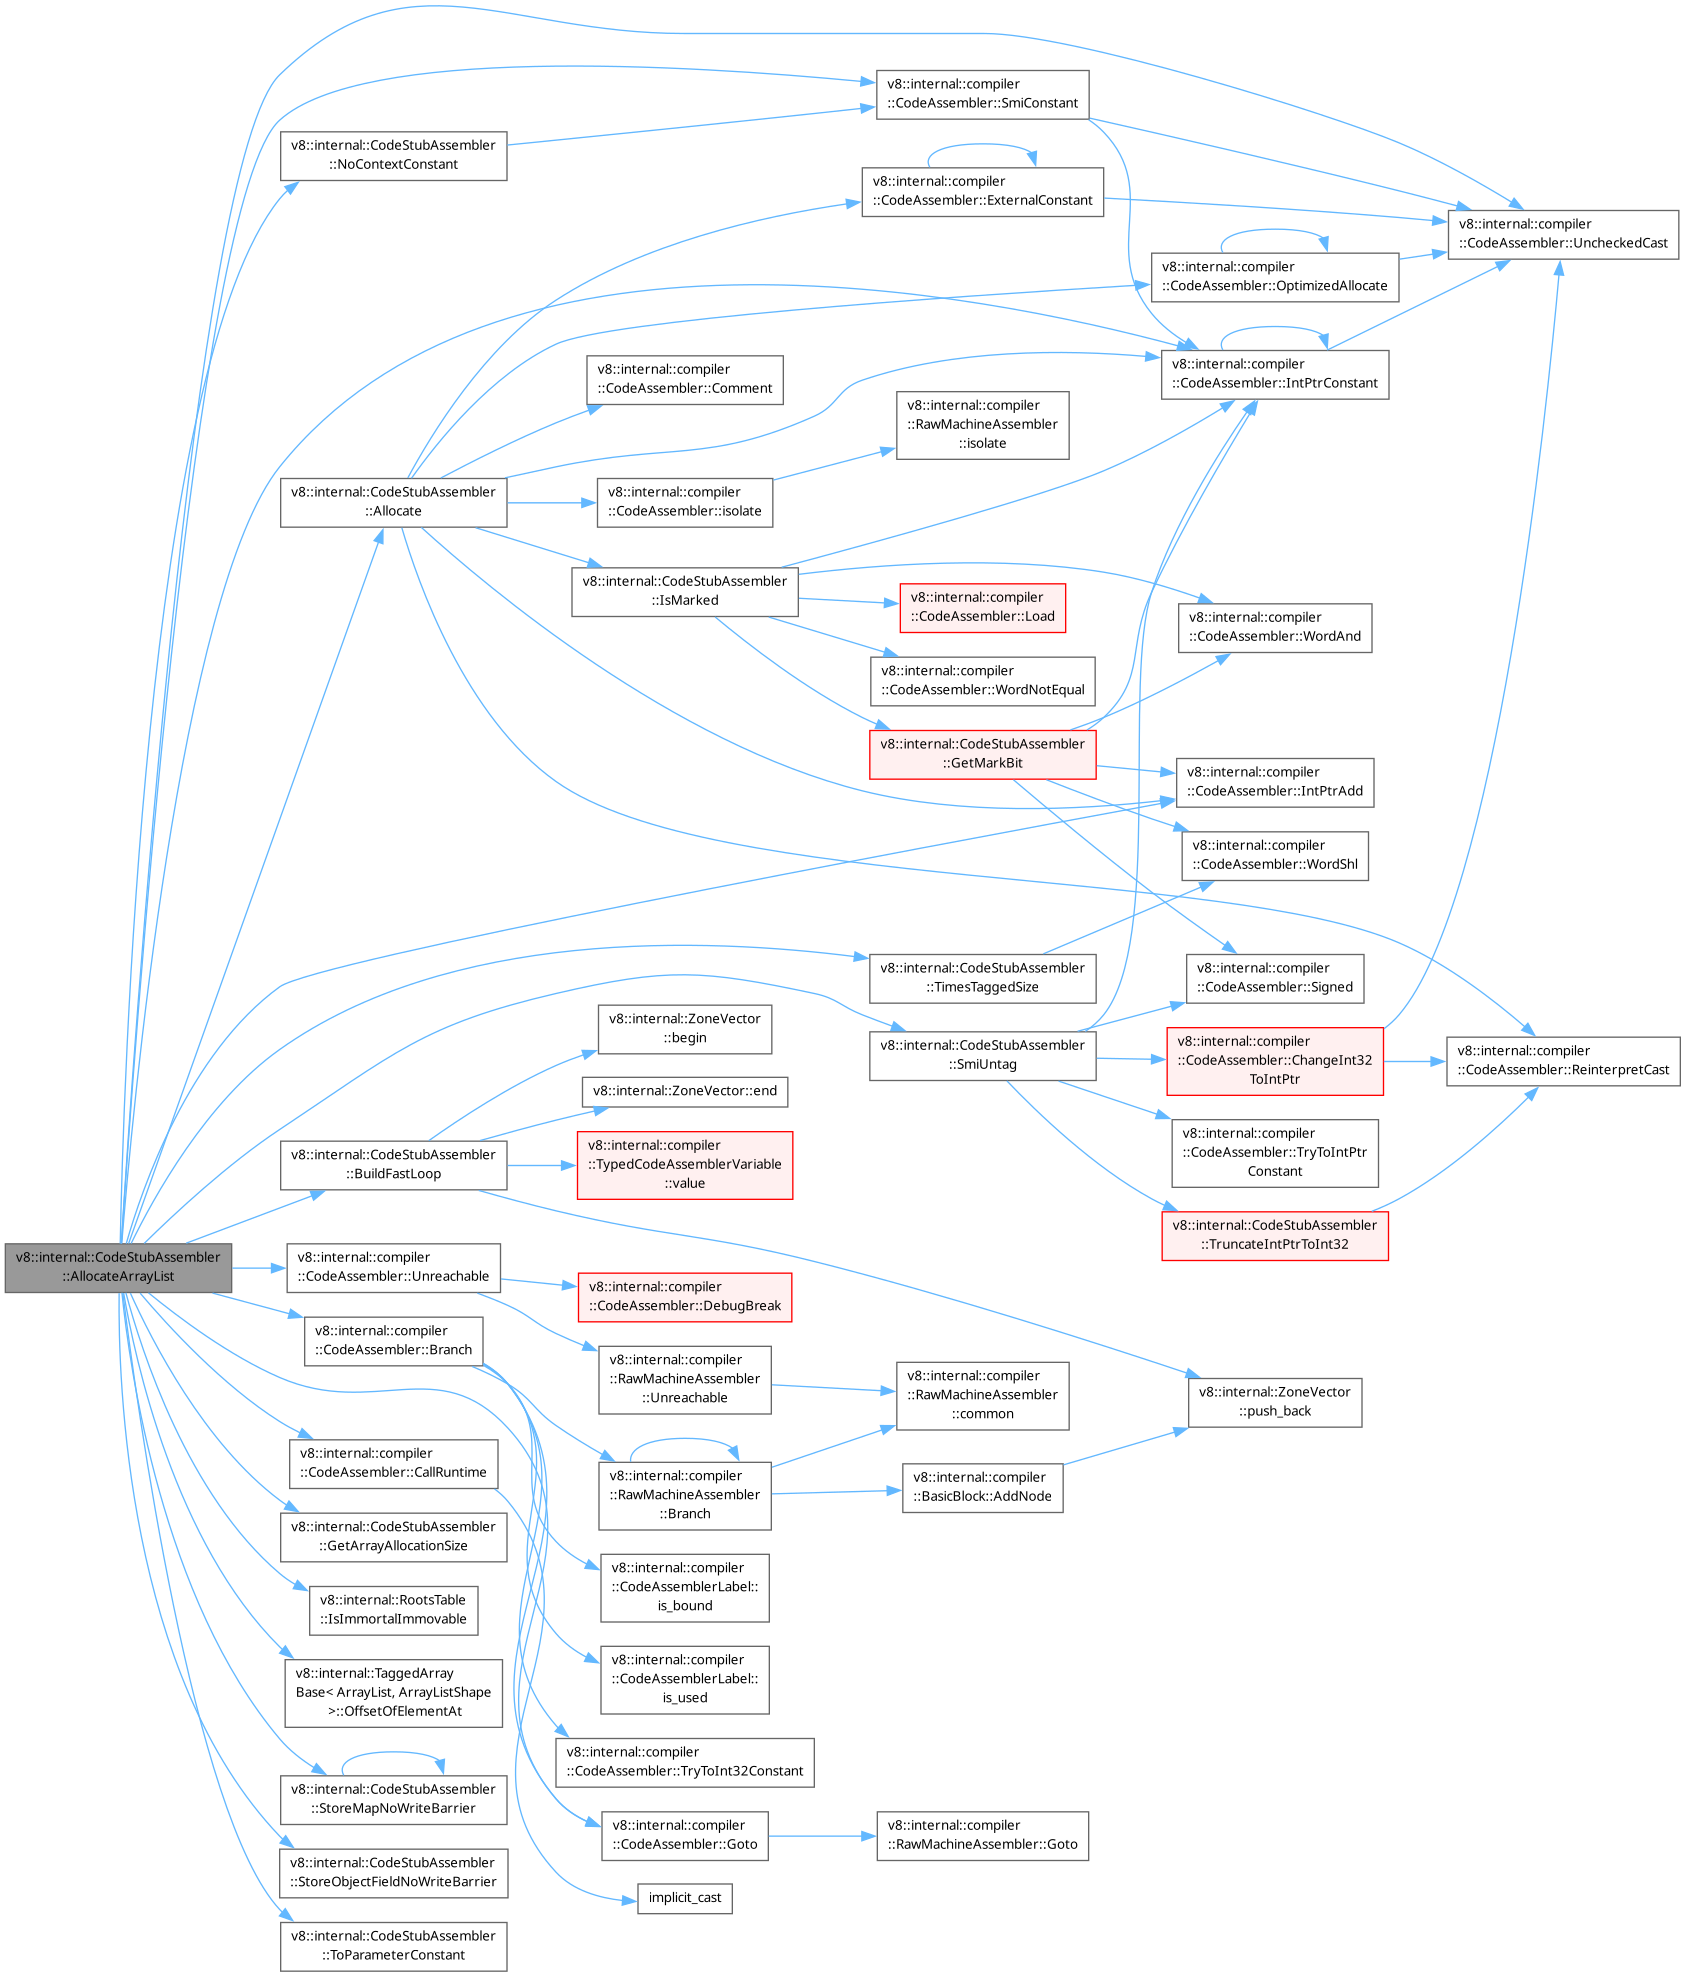 v8::internal::CodeStubAssembler
::AllocateArrayList
v8::internal::CodeStubAssembler
::NoContextConstant
v8::internal::CodeStubAssembler
::Allocate
v8::internal::CodeStubAssembler
::BuildFastLoop
v8::internal::compiler
::CodeAssembler::Unreachable
v8::internal::compiler
::CodeAssembler::Branch
v8::internal::compiler
::CodeAssembler::CallRuntime
v8::internal::CodeStubAssembler
::GetArrayAllocationSize
v8::internal::RootsTable
::IsImmortalImmovable
v8::internal::TaggedArray
Base< ArrayList, ArrayListShape
>::OffsetOfElementAt
v8::internal::CodeStubAssembler
::StoreMapNoWriteBarrier
v8::internal::CodeStubAssembler
::StoreObjectFieldNoWriteBarrier
v8::internal::CodeStubAssembler
::ToParameterConstant
v8::internal::compiler
::CodeAssembler::Comment
v8::internal::compiler
::CodeAssembler::isolate
v8::internal::CodeStubAssembler
::IsMarked
v8::internal::ZoneVector
::begin
v8::internal::ZoneVector::end
v8::internal::compiler
::TypedCodeAssemblerVariable
::value
v8::internal::compiler
::CodeAssembler::DebugBreak
v8::internal::compiler
::RawMachineAssembler
::Unreachable
v8::internal::compiler
::RawMachineAssembler
::Branch
v8::internal::compiler
::CodeAssemblerLabel::
is_bound
v8::internal::compiler
::CodeAssemblerLabel::
is_used
v8::internal::compiler
::CodeAssembler::TryToInt32Constant
v8::internal::compiler
::CodeAssembler::Goto
implicit_cast
v8::internal::compiler
::CodeAssembler::SmiConstant
v8::internal::compiler
::CodeAssembler::ExternalConstant
v8::internal::compiler
::RawMachineAssembler
::isolate
v8::internal::compiler
::CodeAssembler::Load
v8::internal::compiler
::CodeAssembler::WordNotEqual
v8::internal::CodeStubAssembler
::GetMarkBit
v8::internal::CodeStubAssembler
::TimesTaggedSize
v8::internal::CodeStubAssembler
::SmiUntag
v8::internal::compiler
::RawMachineAssembler
::common
v8::internal::compiler
::BasicBlock::AddNode
v8::internal::compiler
::RawMachineAssembler::Goto
v8::internal::compiler
::CodeAssembler::OptimizedAllocate
v8::internal::compiler
::CodeAssembler::IntPtrConstant
v8::internal::compiler
::CodeAssembler::WordAnd
v8::internal::compiler
::CodeAssembler::IntPtrAdd
v8::internal::compiler
::CodeAssembler::WordShl
v8::internal::compiler
::CodeAssembler::Signed
v8::internal::compiler
::CodeAssembler::ChangeInt32
ToIntPtr
v8::internal::compiler
::CodeAssembler::TryToIntPtr
Constant
v8::internal::CodeStubAssembler
::TruncateIntPtrToInt32
v8::internal::ZoneVector
::push_back
v8::internal::compiler
::CodeAssembler::UncheckedCast
v8::internal::compiler
::CodeAssembler::ReinterpretCast